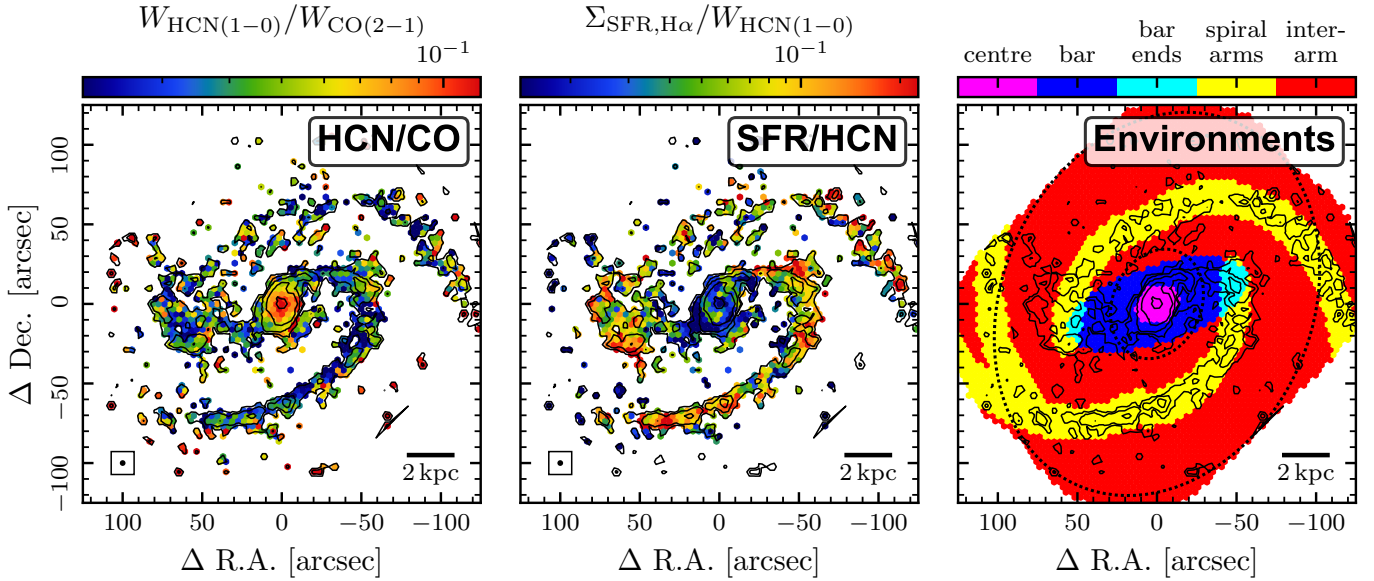 W_HCN(1−0)/W_CO(2−1)
10^−1
HCN/CO
100
50
0
−50
−100
Δ Dec. [arcsec]
2 kpc
100 50 0 −50 −100
Δ R.A. [arcsec]
Σ_SFR,Hα/W_HCN(1−0)
10^−1
SFR/HCN
2 kpc
100 50 0 −50 −100
Δ R.A. [arcsec]
centre
bar
bar
ends
spiral
arms
inter-
arm
Environments
2 kpc
100 50 0 −50 −100
Δ R.A. [arcsec]